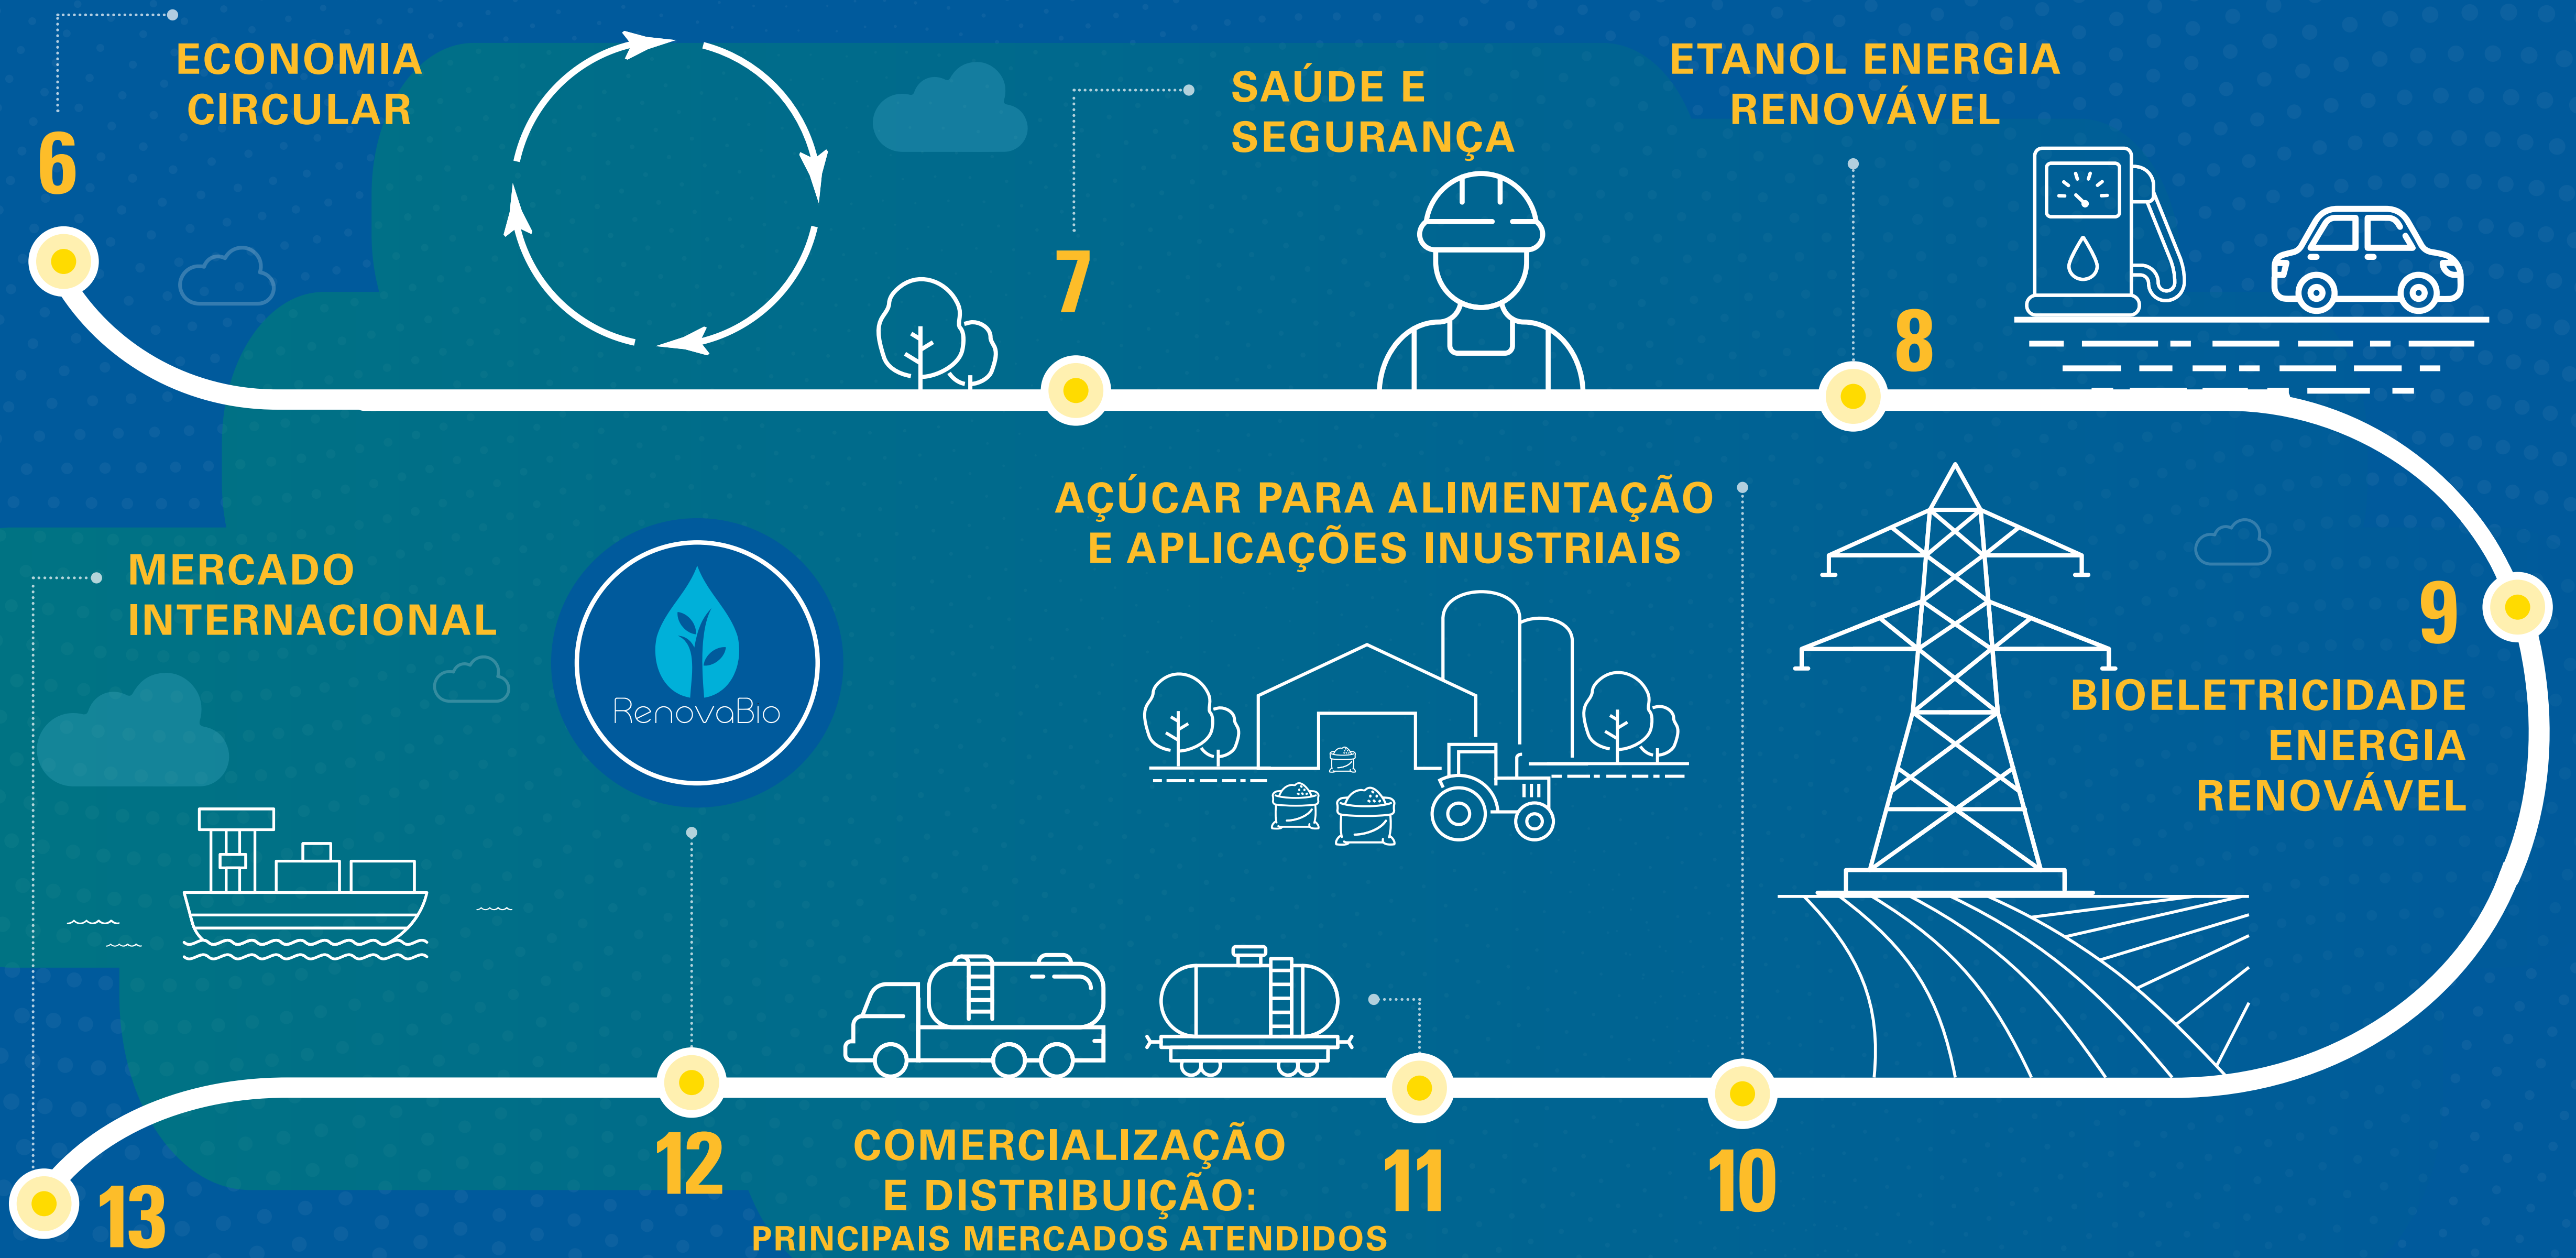 6
ECONOMIA
CIRCULAR
7
SAÚDE E
SEGURANÇA
8
ETANOL ENERGIA
RENOVÁVEL
9
BIOELETRICIDADE
ENERGIA
RENOVÁVEL
10
AÇÚCAR PARA ALIMENTAÇÃO
E APLICAÇÕES INUSTRIAIS
11
COMERCIALIZAÇÃO
E DISTRIBUIÇÃO:
PRINCIPAIS MERCADOS ATENDIDOS
12
RenovaBio
13
MERCADO
INTERNACIONAL